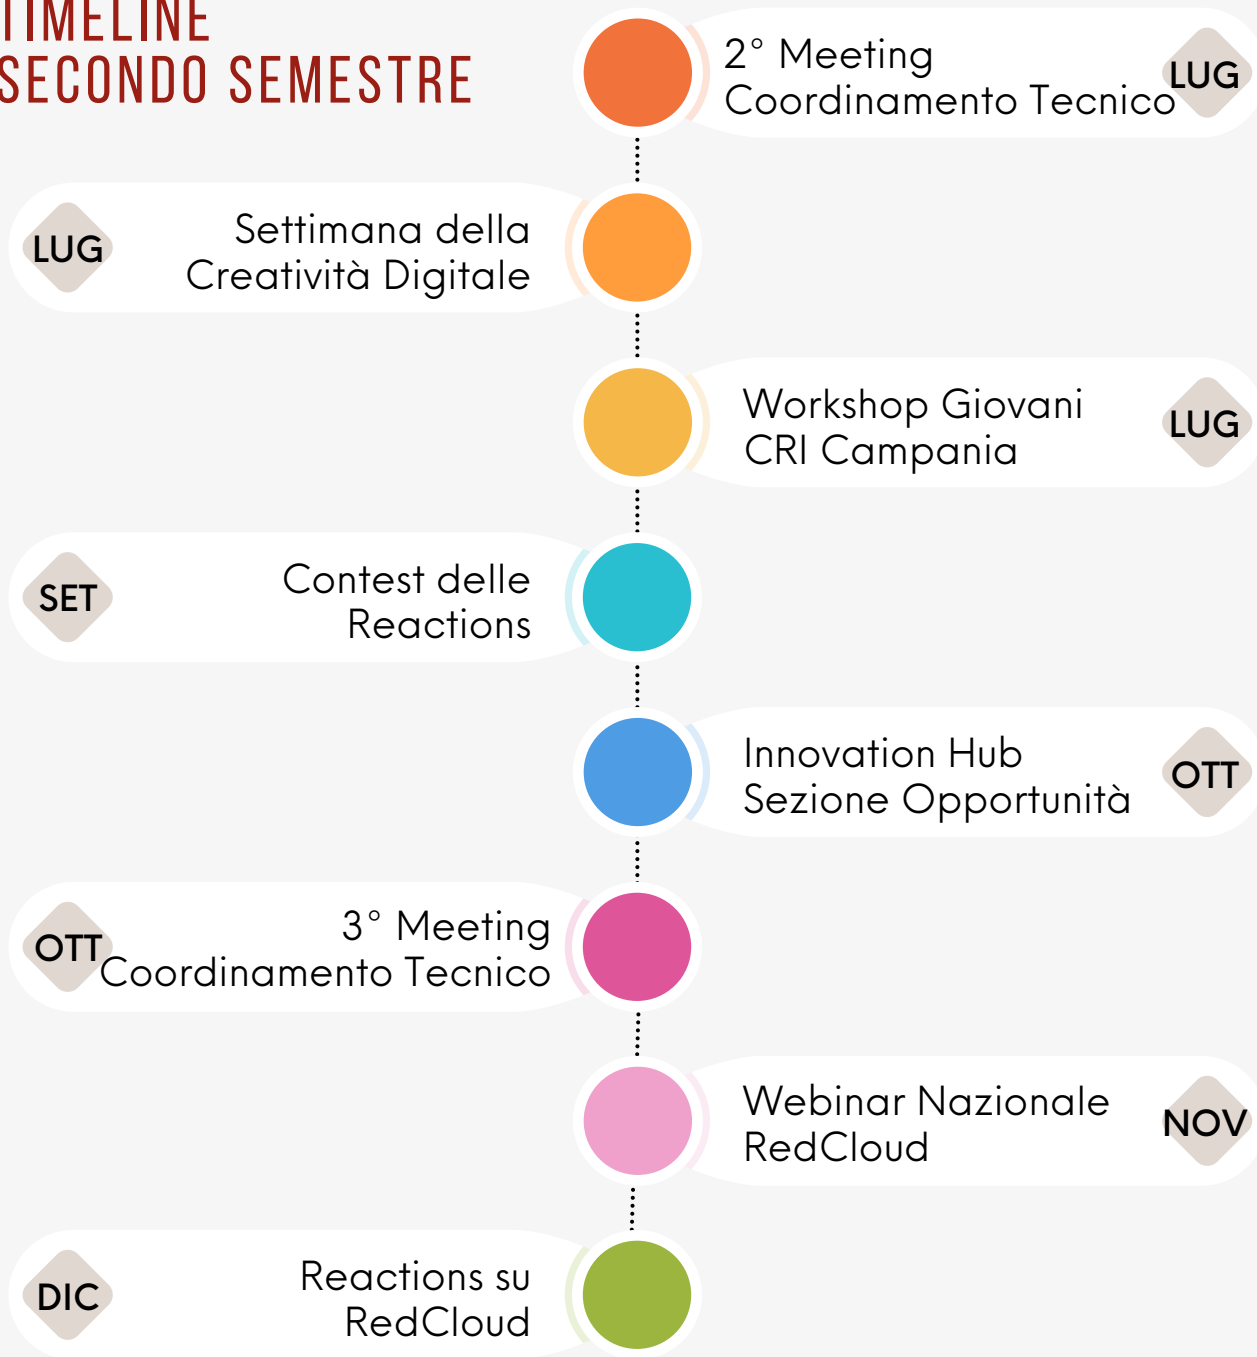 TIMELINE
SECONDO SEMESTRE
2° Meeting
Coordinamento Tecnico
LUG
LUG
Settimana della
Creatività Digitale
Workshop Giovani
CRI Campania
LUG
SET
Contest delle
Reactions
Innovation Hub
Sezione Opportunità
OTT
OTT
3° Meeting
Coordinamento Tecnico
Webinar Nazionale
RedCloud
NOV
DIC
Reactions su
RedCloud